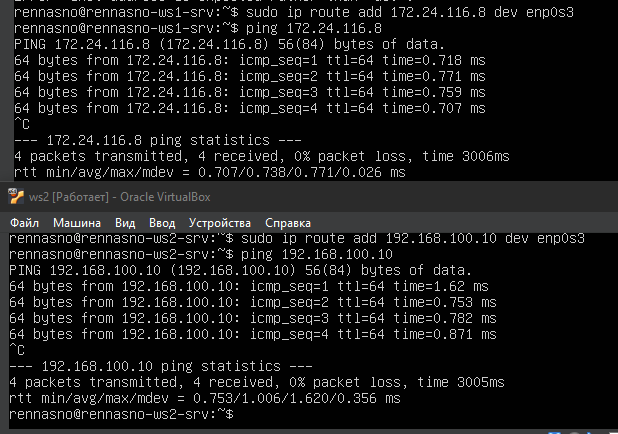 rennasno@rennasno-ws1-srv:~$ sudo ip route add 172.24.116.8 dev enp0s3
rennasno@rennasno-ws1-srv:~$ ping 172.24.116.8
PING 172.24.116.8 (172.24.116.8) 56(84) bytes of data.
64 bytes from 172.24.116.8: icmp_seq=1 ttl=64 time=0.718 ms
64 bytes from 172.24.116.8: icmp_seq=2 ttl=64 time=0.771 ms
64 bytes from 172.24.116.8: icmp_seq=3 ttl=64 time=0.759 ms
64 bytes from 172.24.116.8: icmp_seq=4 ttl=64 time=0.707 ms
^C
--- 172.24.116.8 ping statistics ---
4 packets transmitted, 4 received, 0% packet loss, time 3006ms
rtt min/avg/max/mdev = 0.707/0.738/0.771/0.026 ms
ws2 [Работает] - Oracle VirtualBox
Файл Машина Вид Ввод Устройства Справка
rennasno@rennasno-ws2-srv:~$ sudo ip route add 192.168.100.10 dev enp0s3
rennasno@rennasno-ws2-srv:~$ ping 192.168.100.10
PING 192.168.100.10 (192.168.100.10) 56(84) bytes of data.
64 bytes from 192.168.100.10: icmp_seq=1 ttl=64 time=1.62 ms
64 bytes from 192.168.100.10: icmp_seq=2 ttl=64 time=0.753 ms
64 bytes from 192.168.100.10: icmp_seq=3 ttl=64 time=0.782 ms
64 bytes from 192.168.100.10: icmp_seq=4 ttl=64 time=0.871 ms
^C
--- 192.168.100.10 ping statistics ---
4 packets transmitted, 4 received, 0% packet loss, time 3005ms
rtt min/avg/max/mdev = 0.753/1.006/1.620/0.356 ms
rennasno@rennasno-ws2-srv:~$